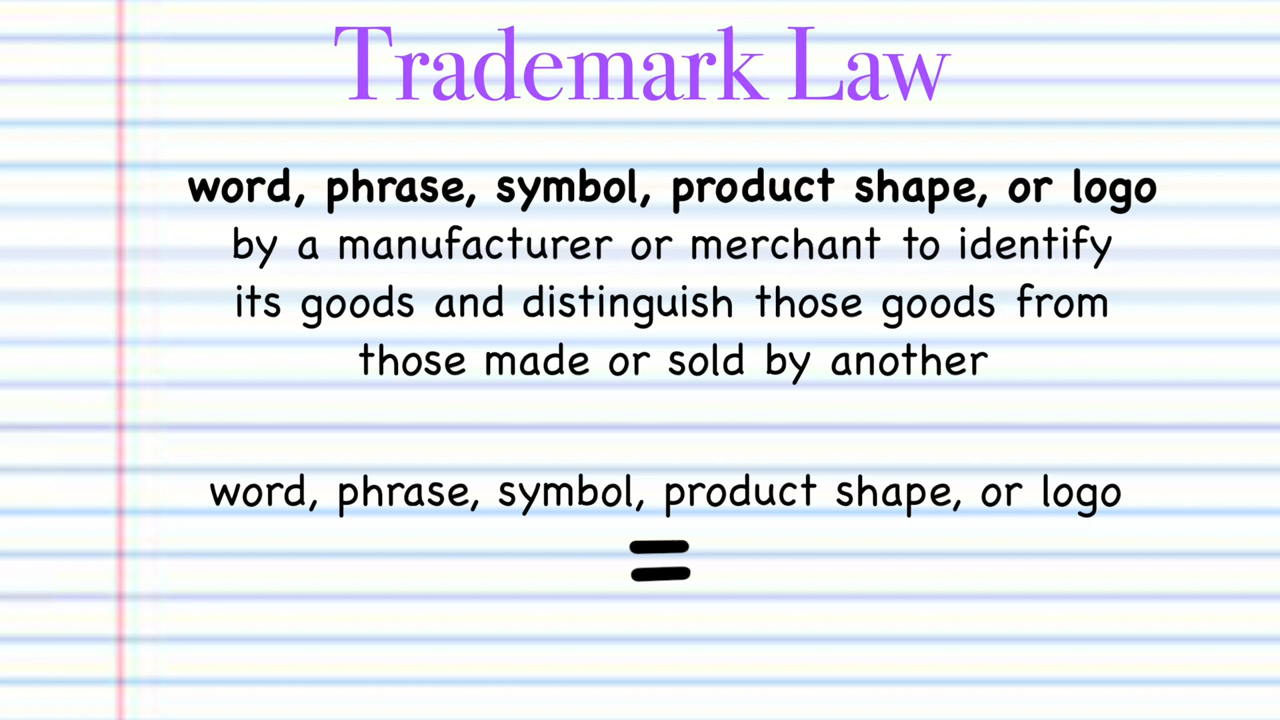 Trademark Law
word, phrase, symbol, product shape, or logo
by a manufacturer or merchant to identify
its goods and distinguish those goods from
those made or sold by another
word, phrase, symbol, product shape, or logo
=